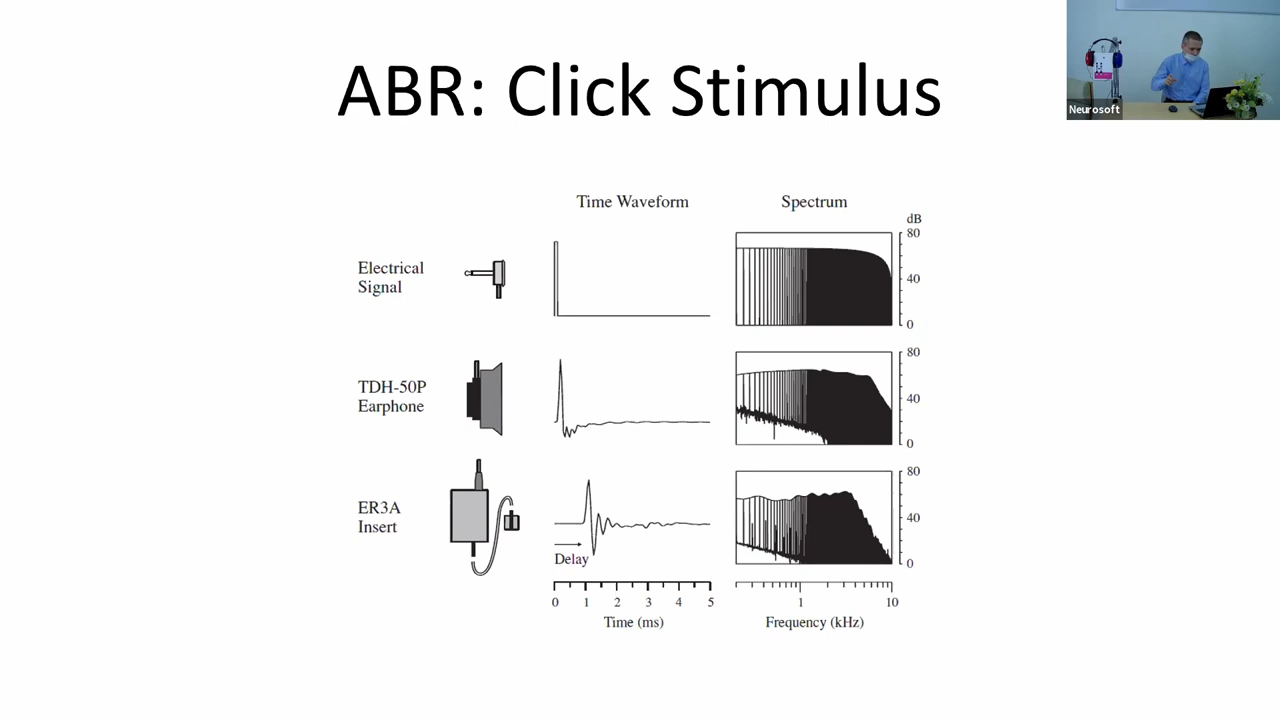 ABR: Click Stimulus
Neurosoft
Time Waveform
Spectrum
dB
Electrical
Signal
80
40
0
TDH-50P
Earphone
80
40
0
ER3A
Insert
Delay
80
40
0
0 1 2 3 4 5
Time (ms)
1 10
Frequency (kHz)